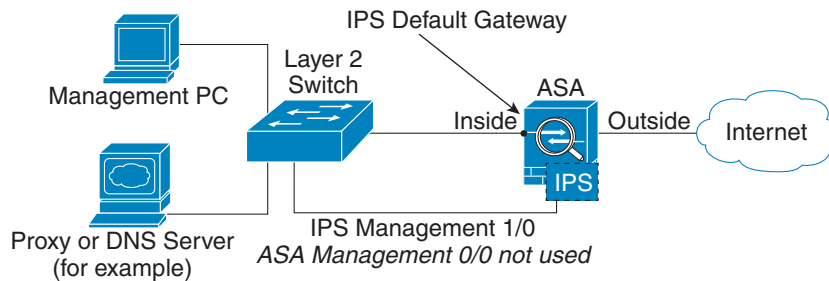 IPS Default Gateway
Layer 2
Switch
ASA
Management PC
Inside
Outside
Internet
IPS
Proxy or DNS Server
(for example)
IPS Management 1/0
ASA Management 0/0 not used